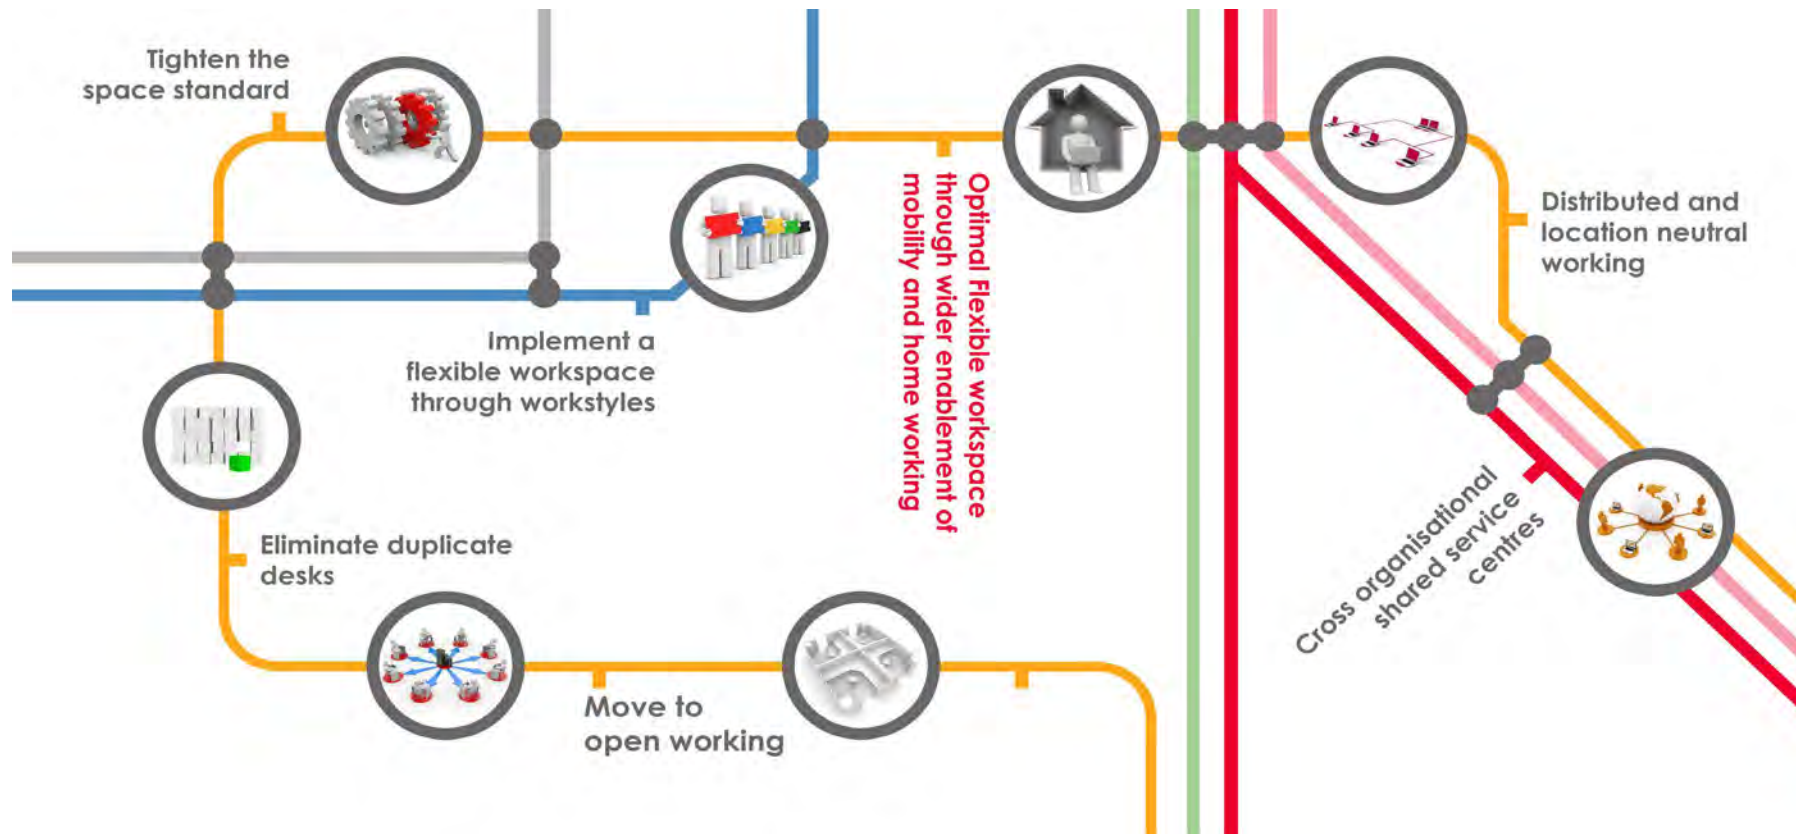 Tighten the
space standard
Implement a
flexible workspace
through workstyles
Optimal Flexible workspace
through wider enablement of
mobility and home working
Distributed and
location neutral
working
Eliminate duplicate
desks
Move to
open working
Cross organisational
shared service
centres